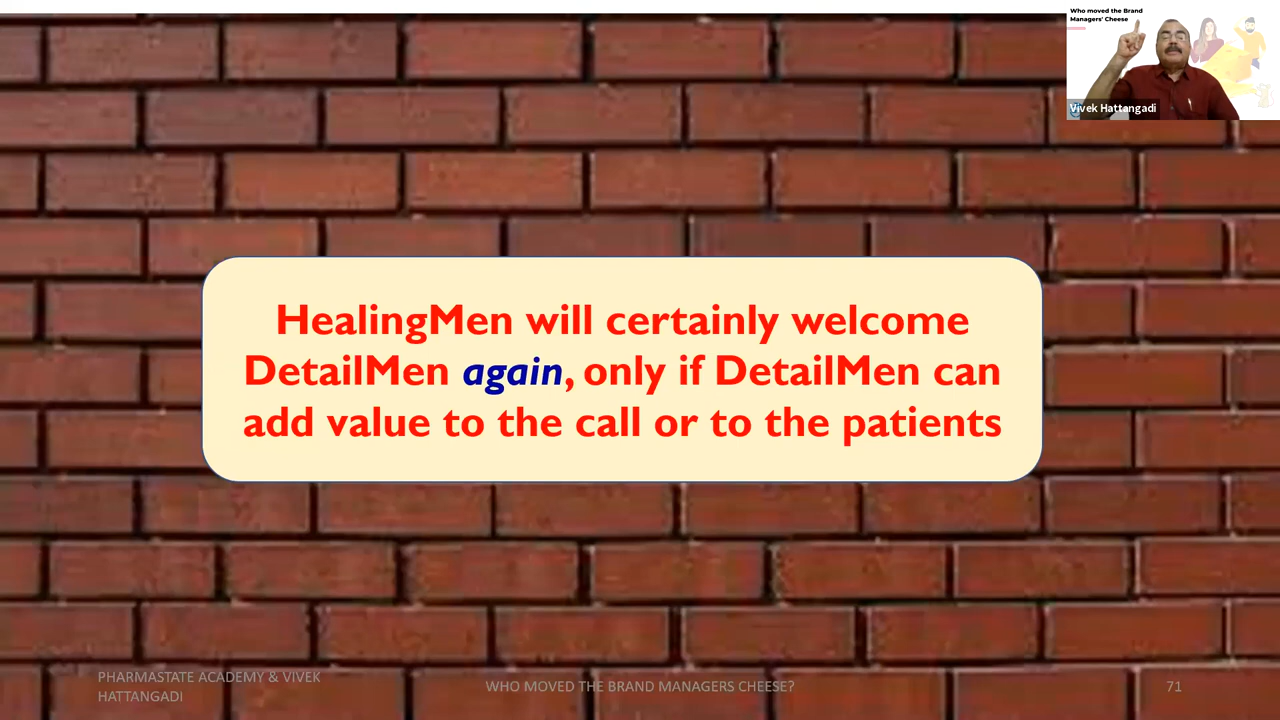 Who moved the Brand
Managers' Cheese
Vivek Hattangadi
HealingMen will certainly welcome
DetailMen again, only if DetailMen can
add value to the call or to the patients
PHARMASTATE ACADEMY & VIVEK
HATTANGADI
WHO MOVED THE BRAND MANAGERS CHEESE?
71